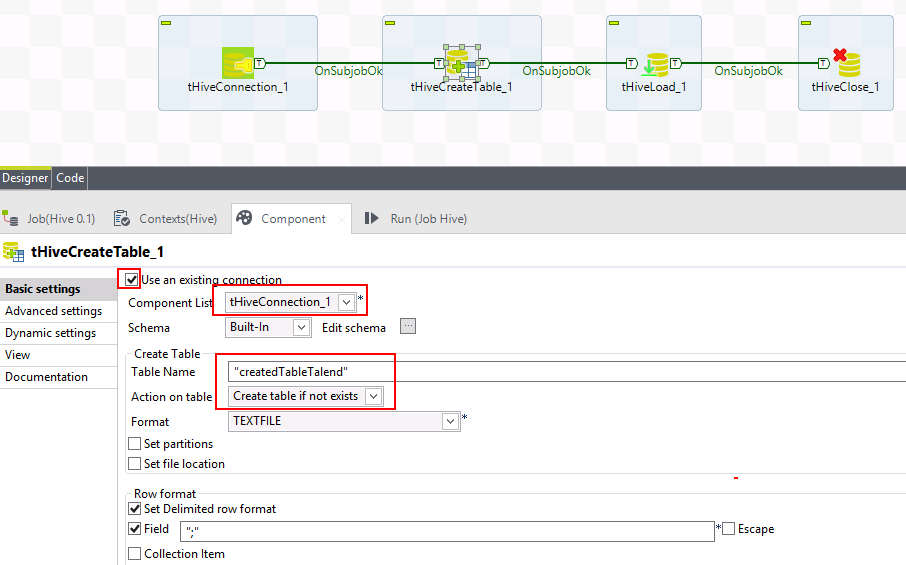 T T T T T T
OnSubjobOk OnSubjobOk OnSubjobOk
tHiveConnection_1 tHiveCreateTable_1 tHiveLoad_1 tHiveClose_1
Designer Code
Job(Hive 0.1) Contexts(Hive) Component Run (Job Hive)
tHiveCreateTable_1
Basic settings
Advanced settings
Dynamic settings
View
Documentation
Use an existing connection
Component List tHiveConnection_1 *
Schema Built-In Edit schema ...
Create Table
Table Name "createdTableTalend"
Action on table Create table if not exists
Format TEXTFILE *
Set partitions
Set file location
Row format
Set Delimited row format
Field ";" * Escape
Collection Item